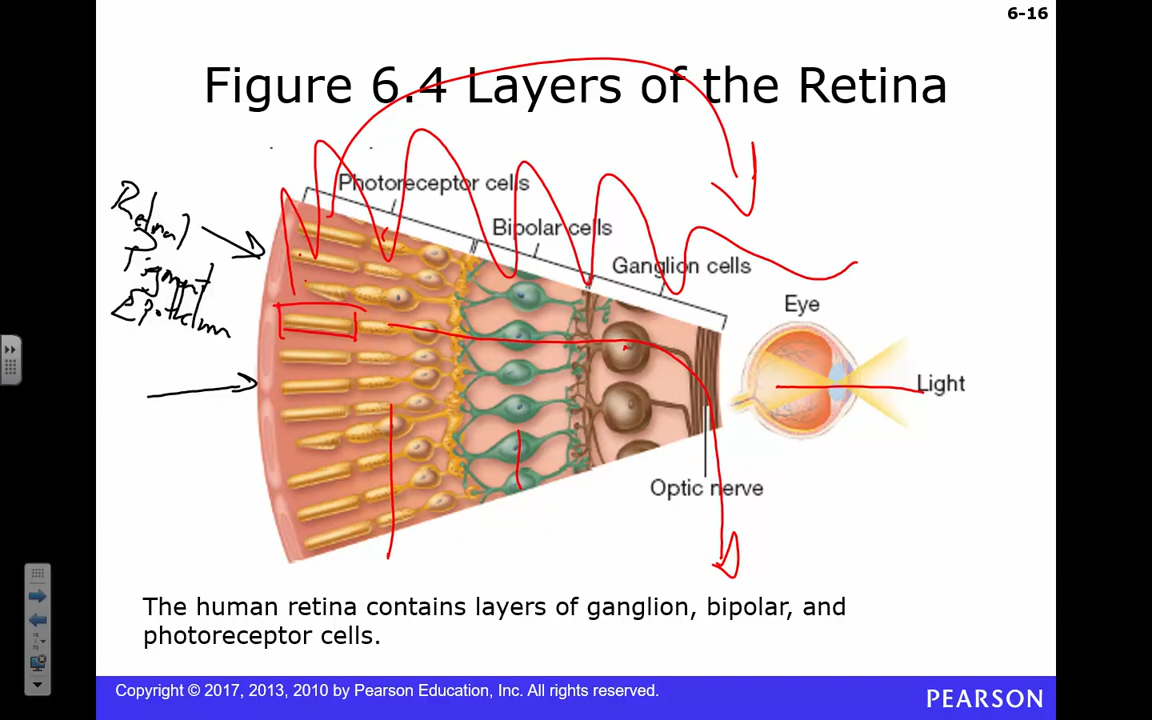 6-16
Figure 6.4 Layers of the Retina
Photoreceptor cells
Bipolar cells
Ganglion cells
Retinal
Pigment
Eye
Light
Optic nerve
The human retina contains layers of ganglion, bipolar, and
photoreceptor cells.
Copyright © 2017, 2013, 2010 by Pearson Education, Inc. All rights reserved.
PEARSON